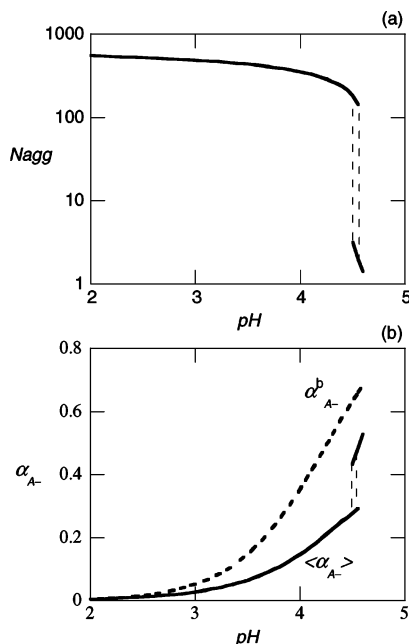 (a)
1000
100
Nagg
10
1
2 3 4 5
pH
(b)
0.8
α^b_A−
0.6
α_A−
0.4
0.2
<α_A−>
0
2 3 4 5
pH